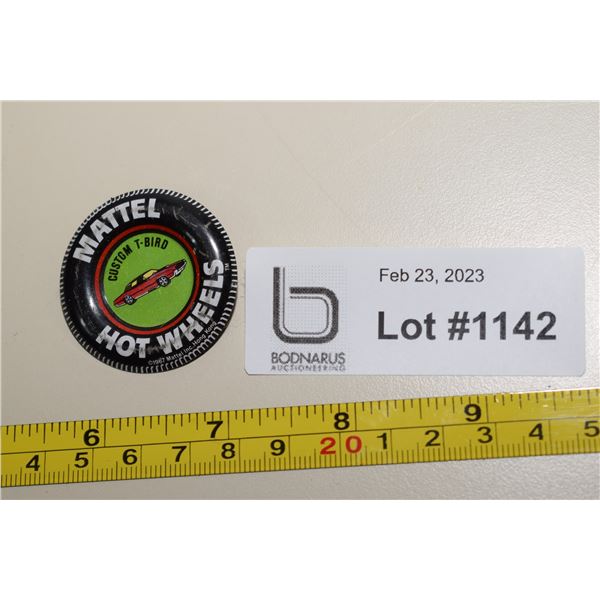 MATTEL
CUSTOM T-BIRD
HOT WHEELS™
©1967 Mattel Inc. Hong Kong
BODNARUS
AUCTIONEERING
Feb 23, 2023
Lot #1142
6 7 8 9
4 5 6 7 8 9 20 1 2 3 4 5